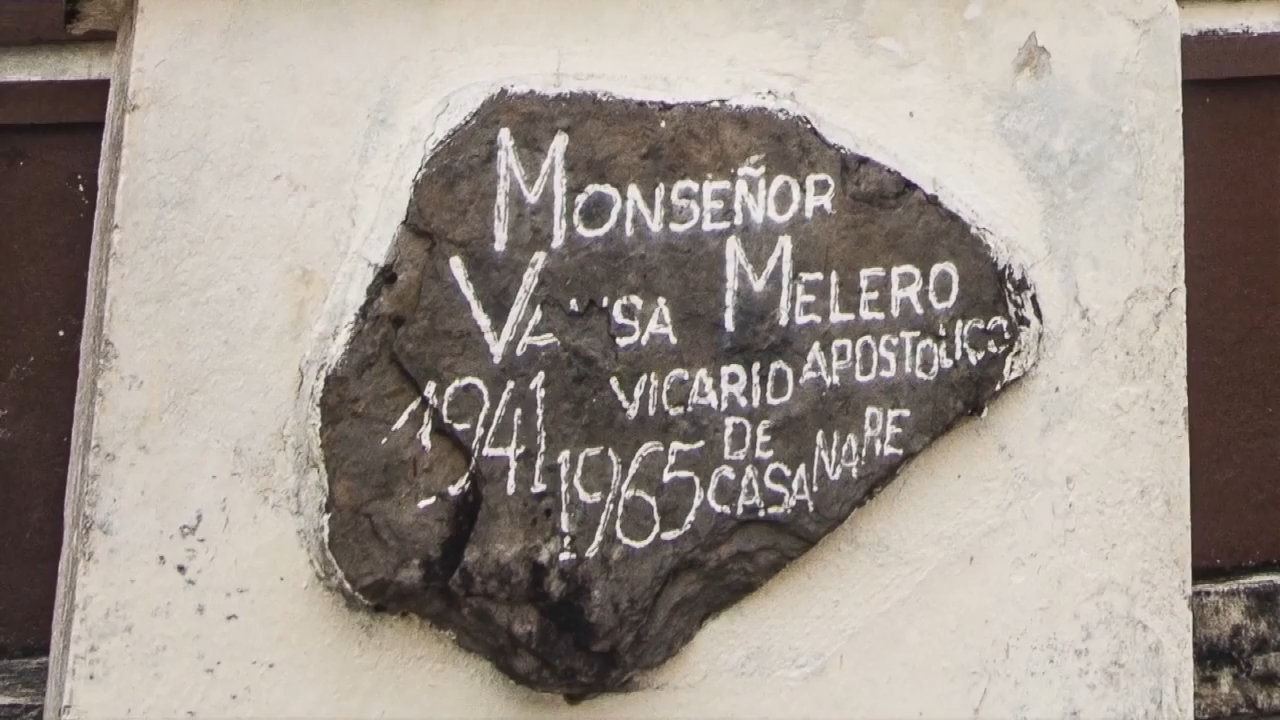 MONSEÑOR
MELERO
1941
1965
VICARIO APOSTOLICO
DE
CASANARE